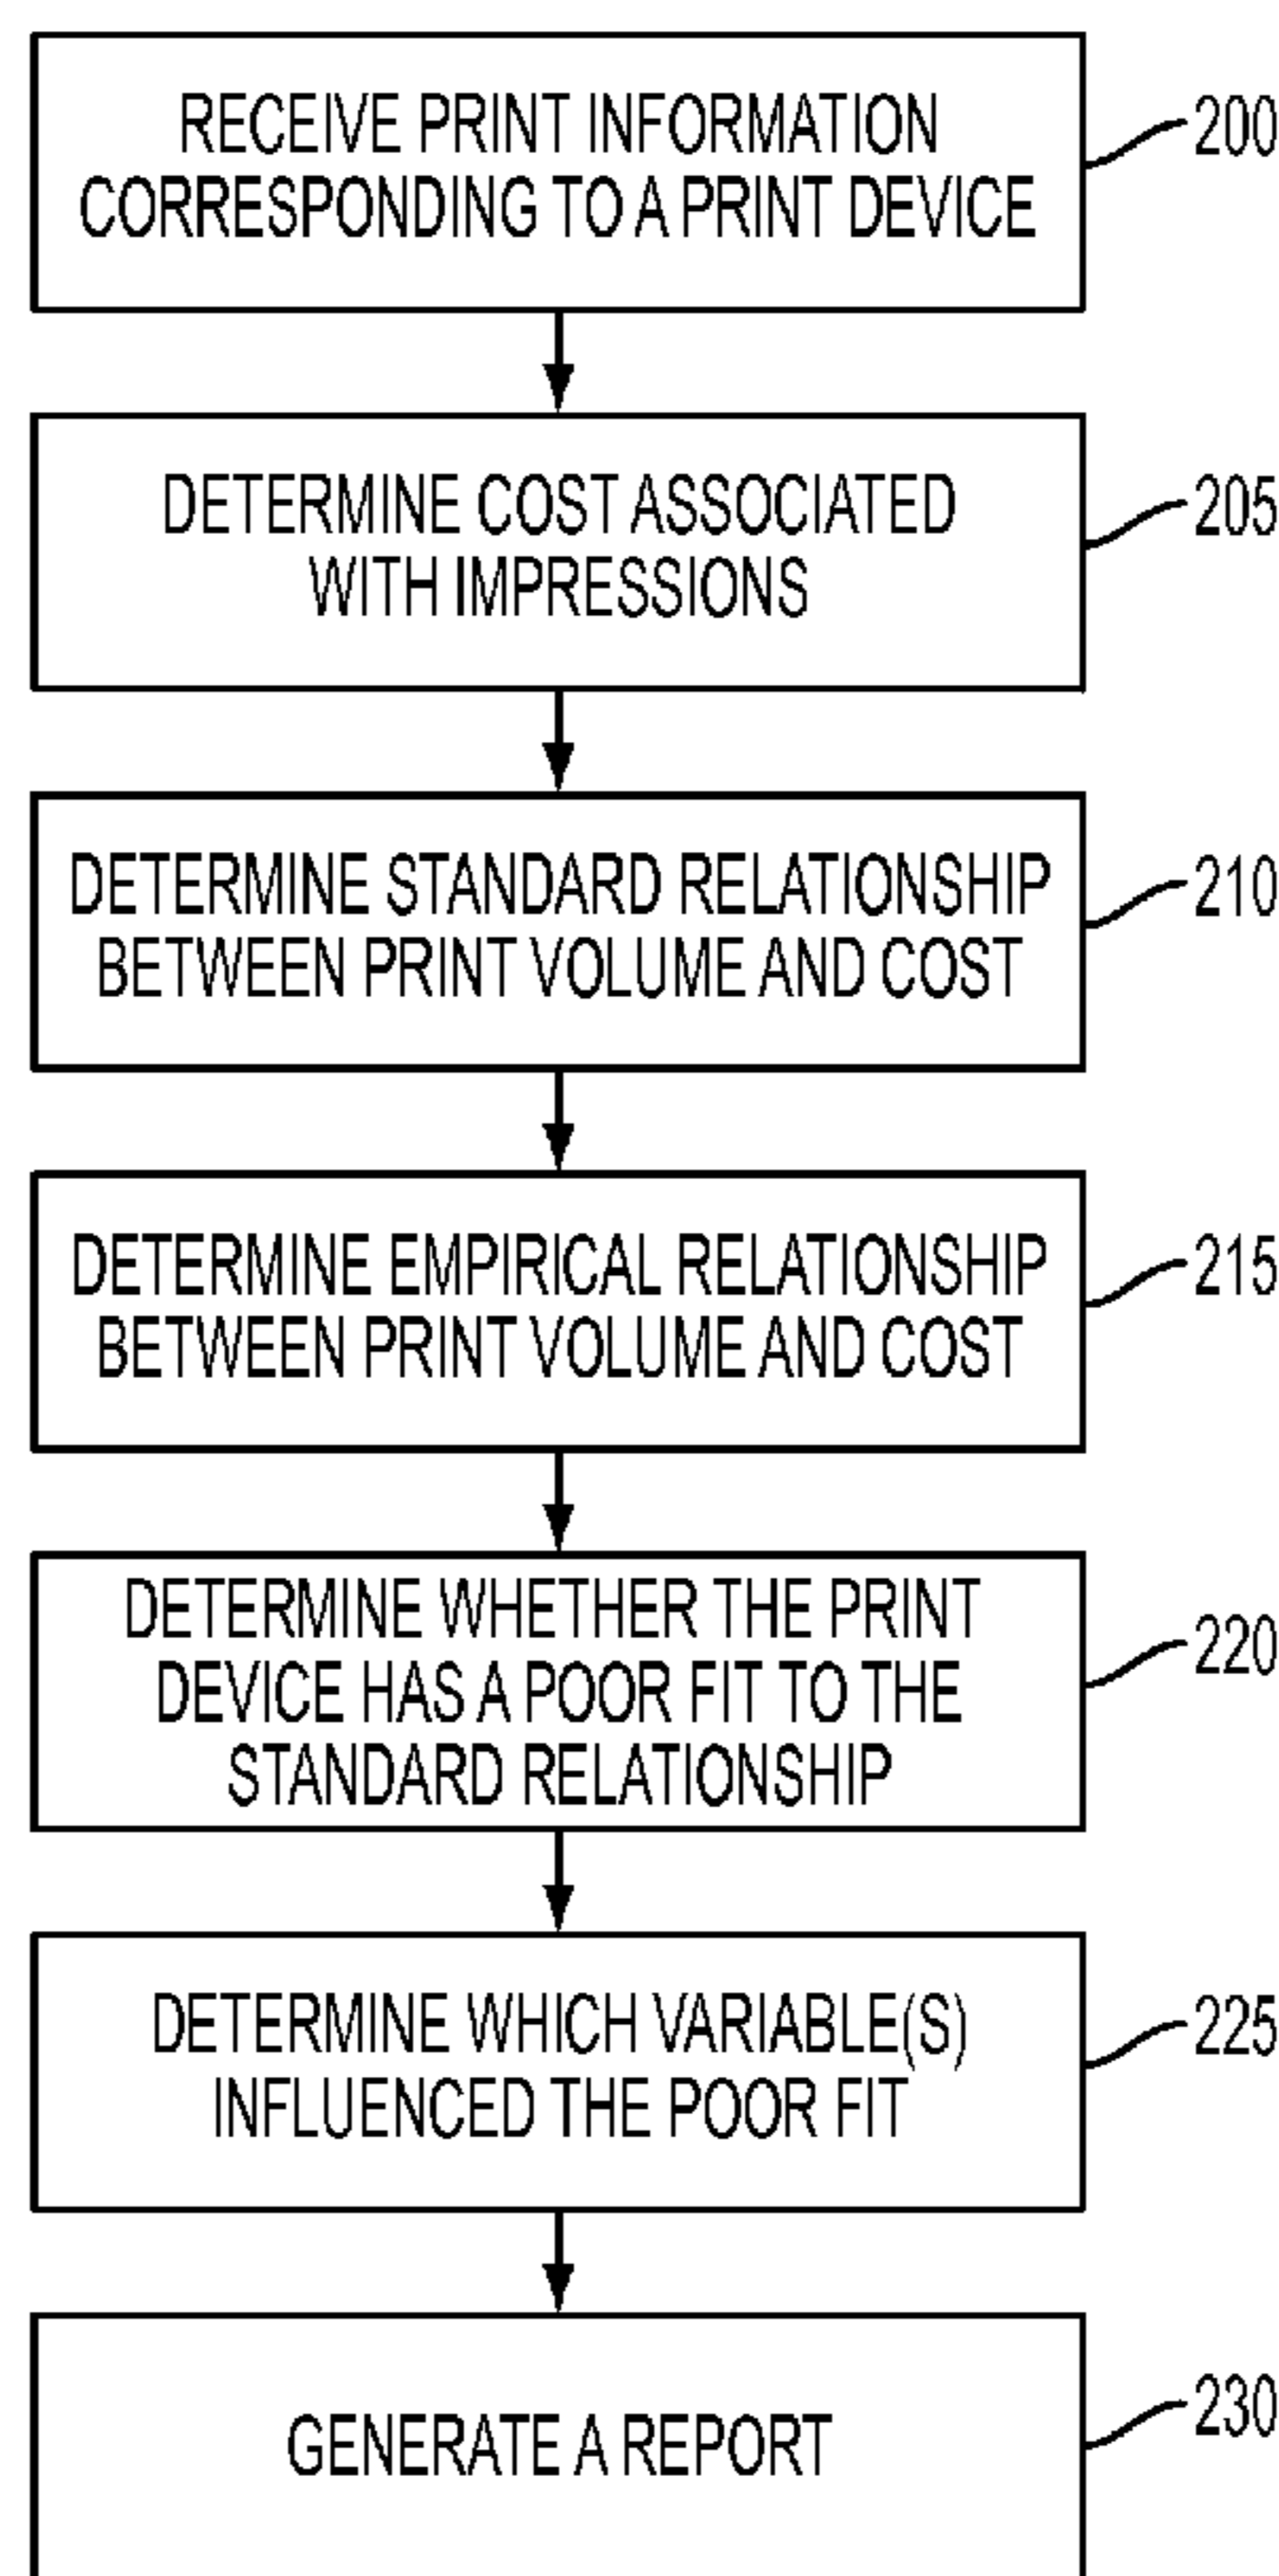 RECEIVE PRINT INFORMATION
CORRESPONDING TO A PRINT DEVICE
200
DETERMINE COST ASSOCIATED
WITH IMPRESSIONS
205
DETERMINE STANDARD RELATIONSHIP
BETWEEN PRINT VOLUME AND COST
210
DETERMINE EMPIRICAL RELATIONSHIP
BETWEEN PRINT VOLUME AND COST
215
DETERMINE WHETHER THE PRINT
DEVICE HAS A POOR FIT TO THE
STANDARD RELATIONSHIP
220
DETERMINE WHICH VARIABLE(S)
INFLUENCED THE POOR FIT
225
GENERATE A REPORT
230